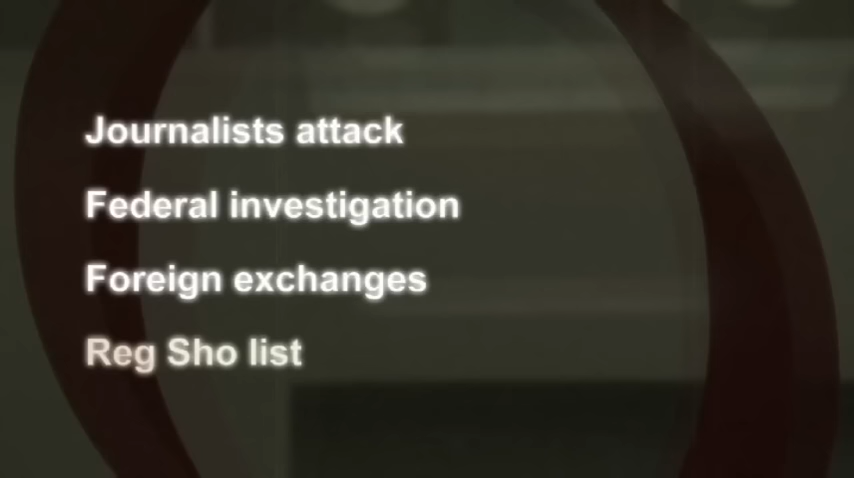 Journalists attack
Federal investigation
Foreign exchanges
Reg Sho list